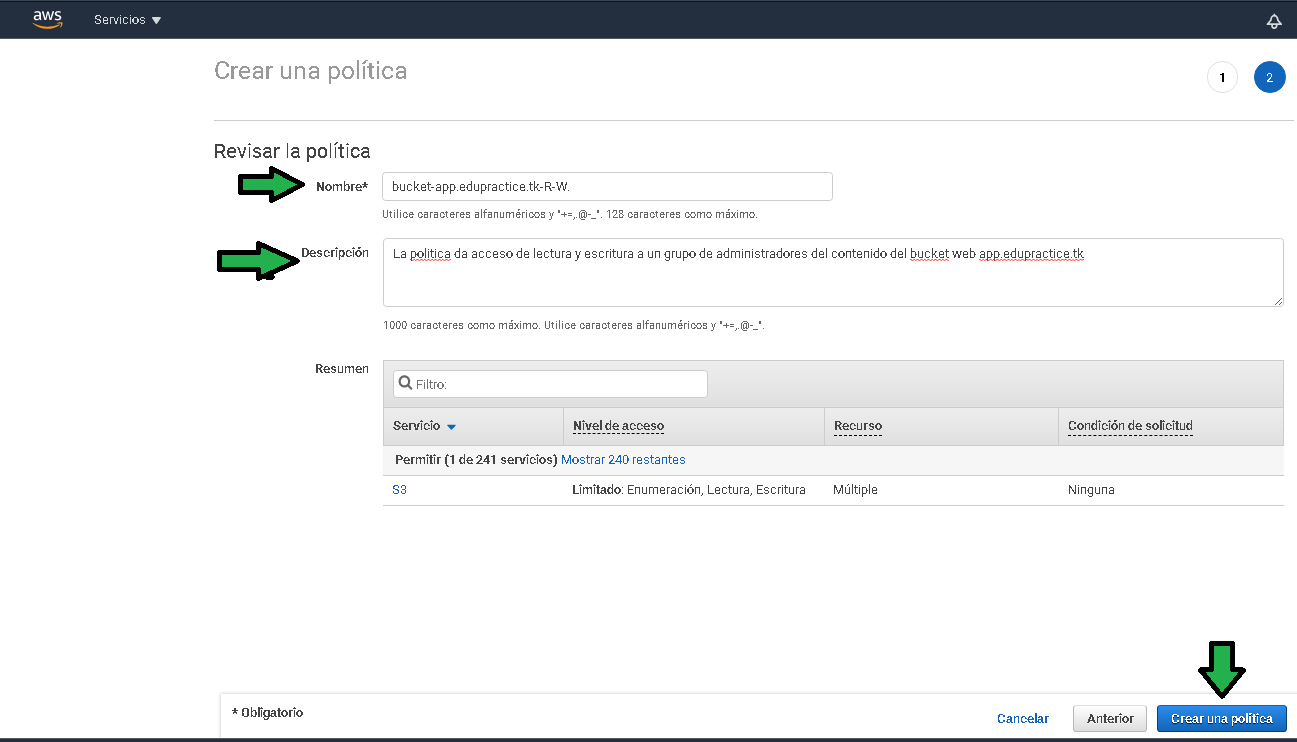 aws Servicios
Crear una política
1 2
Revisar la política
Nombre* bucket-app.edupractice.tk-R-W.
Utilice caracteres alfanuméricos y "+=,.@-_". 128 caracteres como máximo.
Descripción La politica da acceso de lectura y escritura a un grupo de administradores del contenido del bucket web app.edupractice.tk
1000 caracteres como máximo. Utilice caracteres alfanuméricos y "+=,.@-_".
Resumen Filtro:
Servicio Nivel de acceso Recurso Condición de solicitud
Permitir (1 de 241 servicios) Mostrar 240 restantes
S3 Limitado: Enumeración, Lectura, Escritura Múltiple Ninguna
* Obligatorio Cancelar Anterior Crear una política